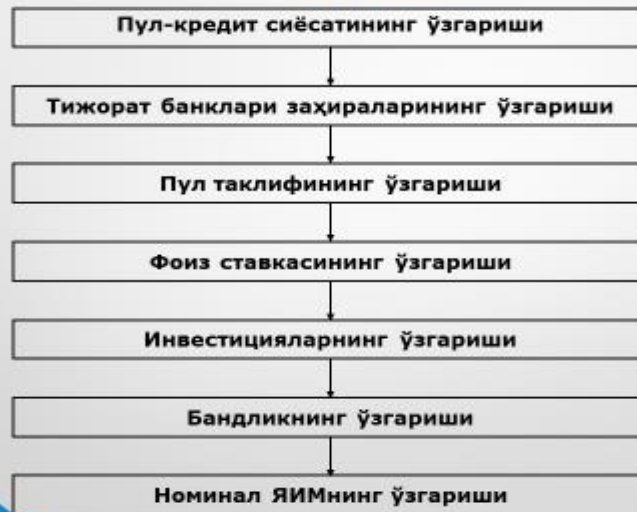 Пул-кредит сиёсатининг ўзгариши
Тижорат банклари заҳираларининг ўзгариши
Пул таклифининг ўзгариши
Фоиз ставкасининг ўзгариши
Инвестицияларнинг ўзгариши
Бандликнинг ўзгариши
Номинал ЯИМнинг ўзгариши